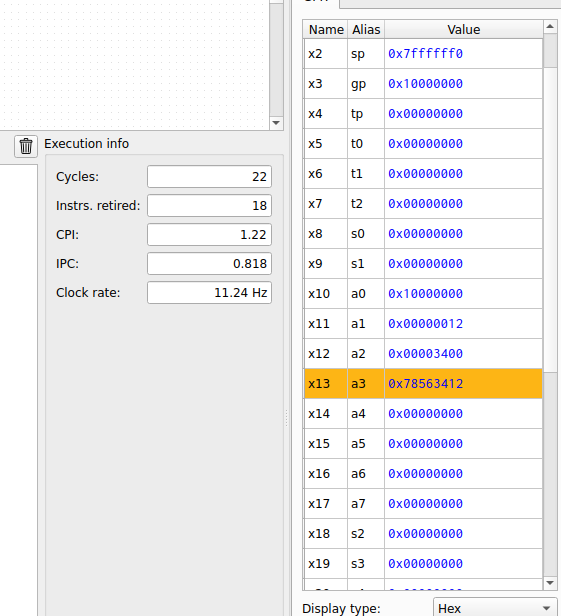 Execution info
Cycles: 22
Instrs. retired: 18
CPI: 1.22
IPC: 0.818
Clock rate: 11.24 Hz
Name Alias Value
x2 sp 0x7ffffff0
x3 gp 0x10000000
x4 tp 0x00000000
x5 t0 0x00000000
x6 t1 0x00000000
x7 t2 0x00000000
x8 s0 0x00000000
x9 s1 0x00000000
x10 a0 0x10000000
x11 a1 0x00000012
x12 a2 0x00003400
x13 a3 0x78563412
x14 a4 0x00000000
x15 a5 0x00000000
x16 a6 0x00000000
x17 a7 0x00000000
x18 s2 0x00000000
x19 s3 0x00000000
Display type: Hex